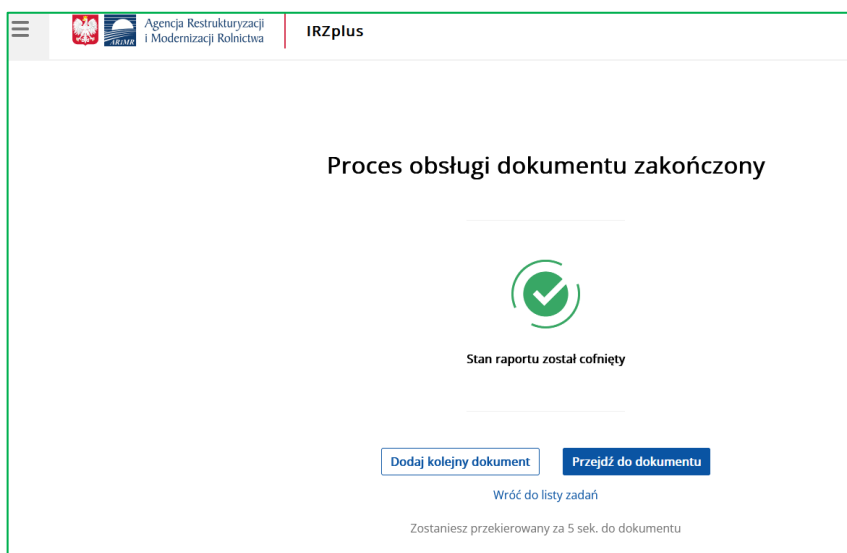 Agencja Restrukturyzacji
i Modernizacji Rolnictwa
ARiMR
IRZplus
Proces obsługi dokumentu zakończony
Stan raportu został cofnięty
Dodaj kolejny dokument
Przejdź do dokumentu
Wróć do listy zadań
Zostaniesz przekierowany za 5 sek. do dokumentu